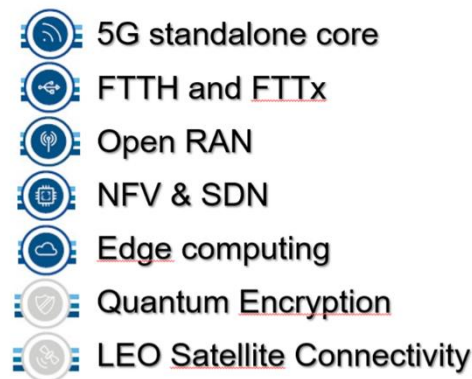 5G standalone core
FTTH and FTTx
Open RAN
NFV & SDN
Edge computing
Quantum Encryption
LEO Satellite Connectivity